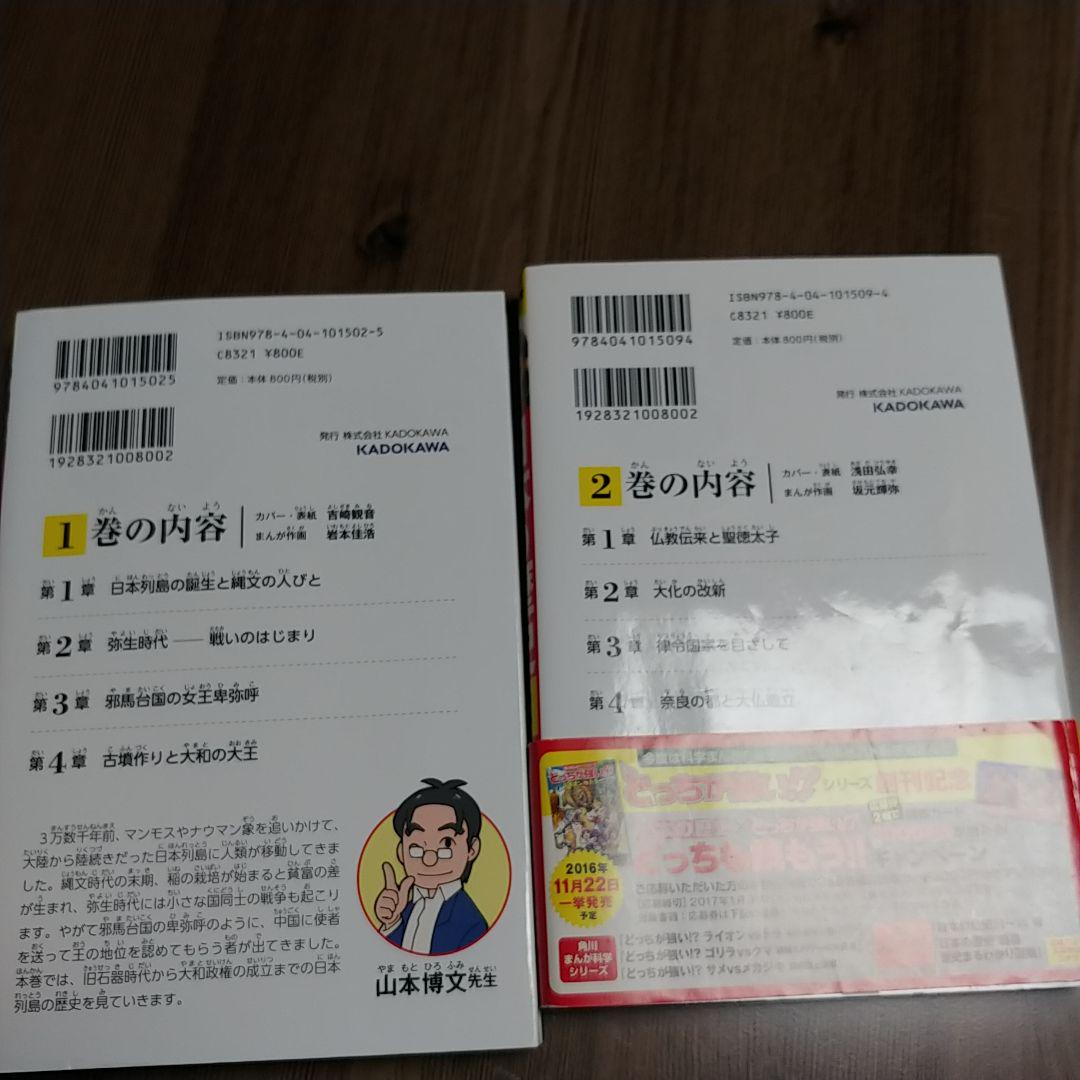 ISBN978-4-04-101502-5
C8321 ¥800E
9784041015025
定価：本体800円(税別)
1928321008002
発行 株式会社KADOKAWA
KADOKAWA
1巻の内容
カバー・表紙 吉崎観音
まんが作画 岩本佳浩
第1章 日本列島の誕生と縄文の人びと
第2章 弥生時代――戦いのはじまり
第3章 邪馬台国の女王卑弥呼
第4章 古墳作りと大和の大王
3万数千年前、マンモスやナウマン象を追いかけて、
大陸から陸続きだった日本列島に人類が移動してきま
した。縄文時代の末期、稲の栽培が始まると貧富の差
が生まれ、弥生時代には小さな国同士の戦争も起こり
ます。やがて邪馬台国の卑弥呼のように、中国に使者
を送って王の地位を認めてもらう者が出てきました。
本巻では、旧石器時代から大和政権の成立までの日本
列島の歴史を見ていきます。
山本博文先生
ISBN978-4-04-101509-4
C8321 ¥800E
9784041015094
定価：本体800円(税別)
1928321008002
発行 株式会社KADOKAWA
KADOKAWA
2巻の内容
カバー・表紙 浅田弘幸
まんが作画 坂元輝弥
第1章 仏教伝来と聖徳太子
第2章 大化の改新
第3章 律令国家を目ざして
第4章 奈良の都と大仏造立
どっちが強い!? シリーズ 創刊記念
2016年
11月22日
一挙発売
予定
ご応募いただいた方の
角川
まんが科学
シリーズ
『どっちが強い!? ライオンvsトラ
『どっちが強い!? ゴリラvsクマ
『どっちが強い!? サメvsメカジキ